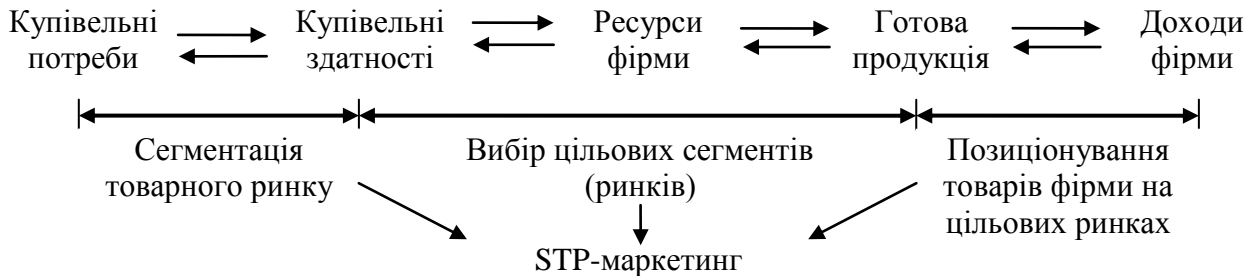 Купівельні потреби
Купівельні здатності
Ресурси фірми
Готова продукція
Доходи фірми
Сегментація
товарного ринку
Вибір цільових сегментів
(ринків)
Позиціонування
товарів фірми на
цільових ринках
STP-маркетинг